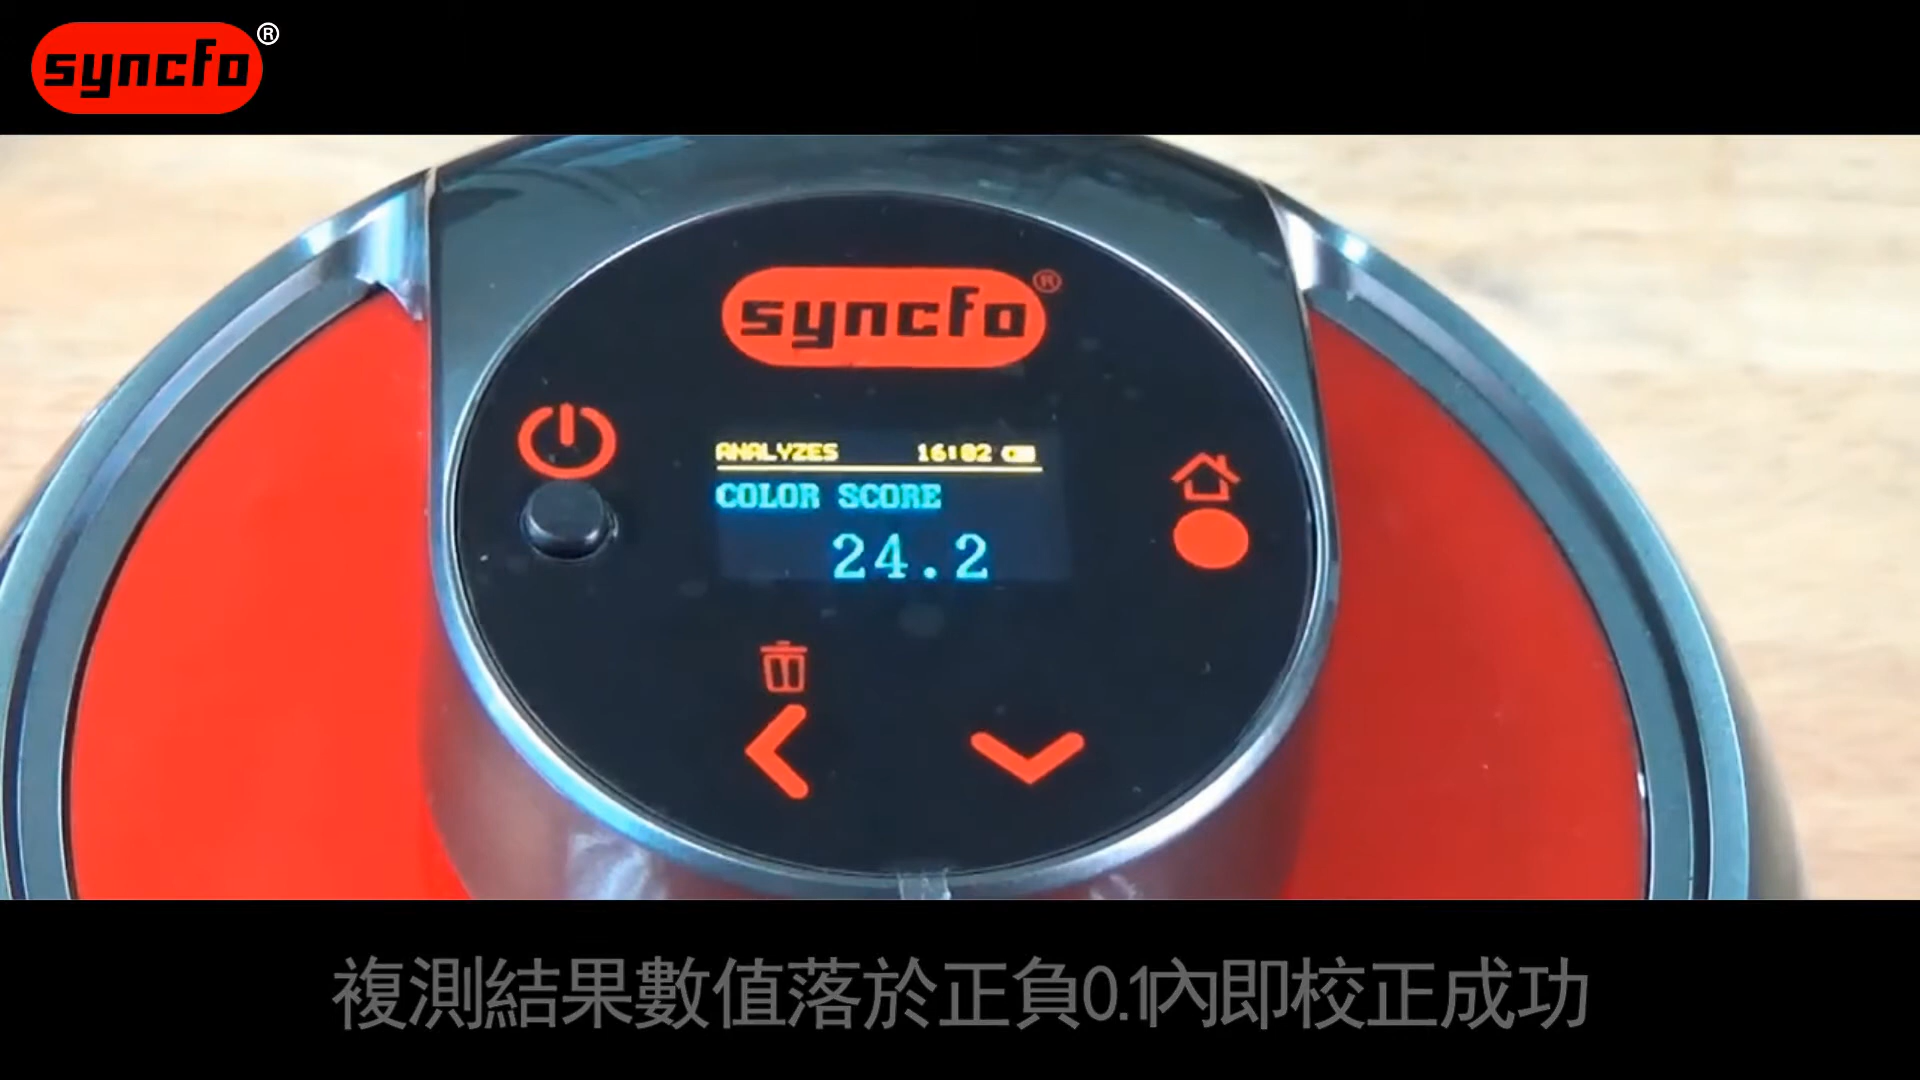 syncfo®
syncfo®
ANALYZES 16:02
COLOR SCORE
24.2
複測結果數值落於正負0.1內即校正成功